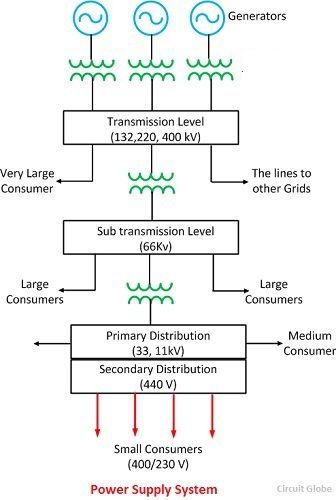 Generators
Transmission Level
(132,220, 400 kV)
Very Large
Consumer
The lines to
other Grids
Sub transmission Level
(66Kv)
Large
Consumers
Large
Consumers
Primary Distribution
(33, 11kV)
Medium
Consumer
Secondary Distribution
(440 V)
Small Consumers
(400/230 V)
Power Supply System
Circuit Globe